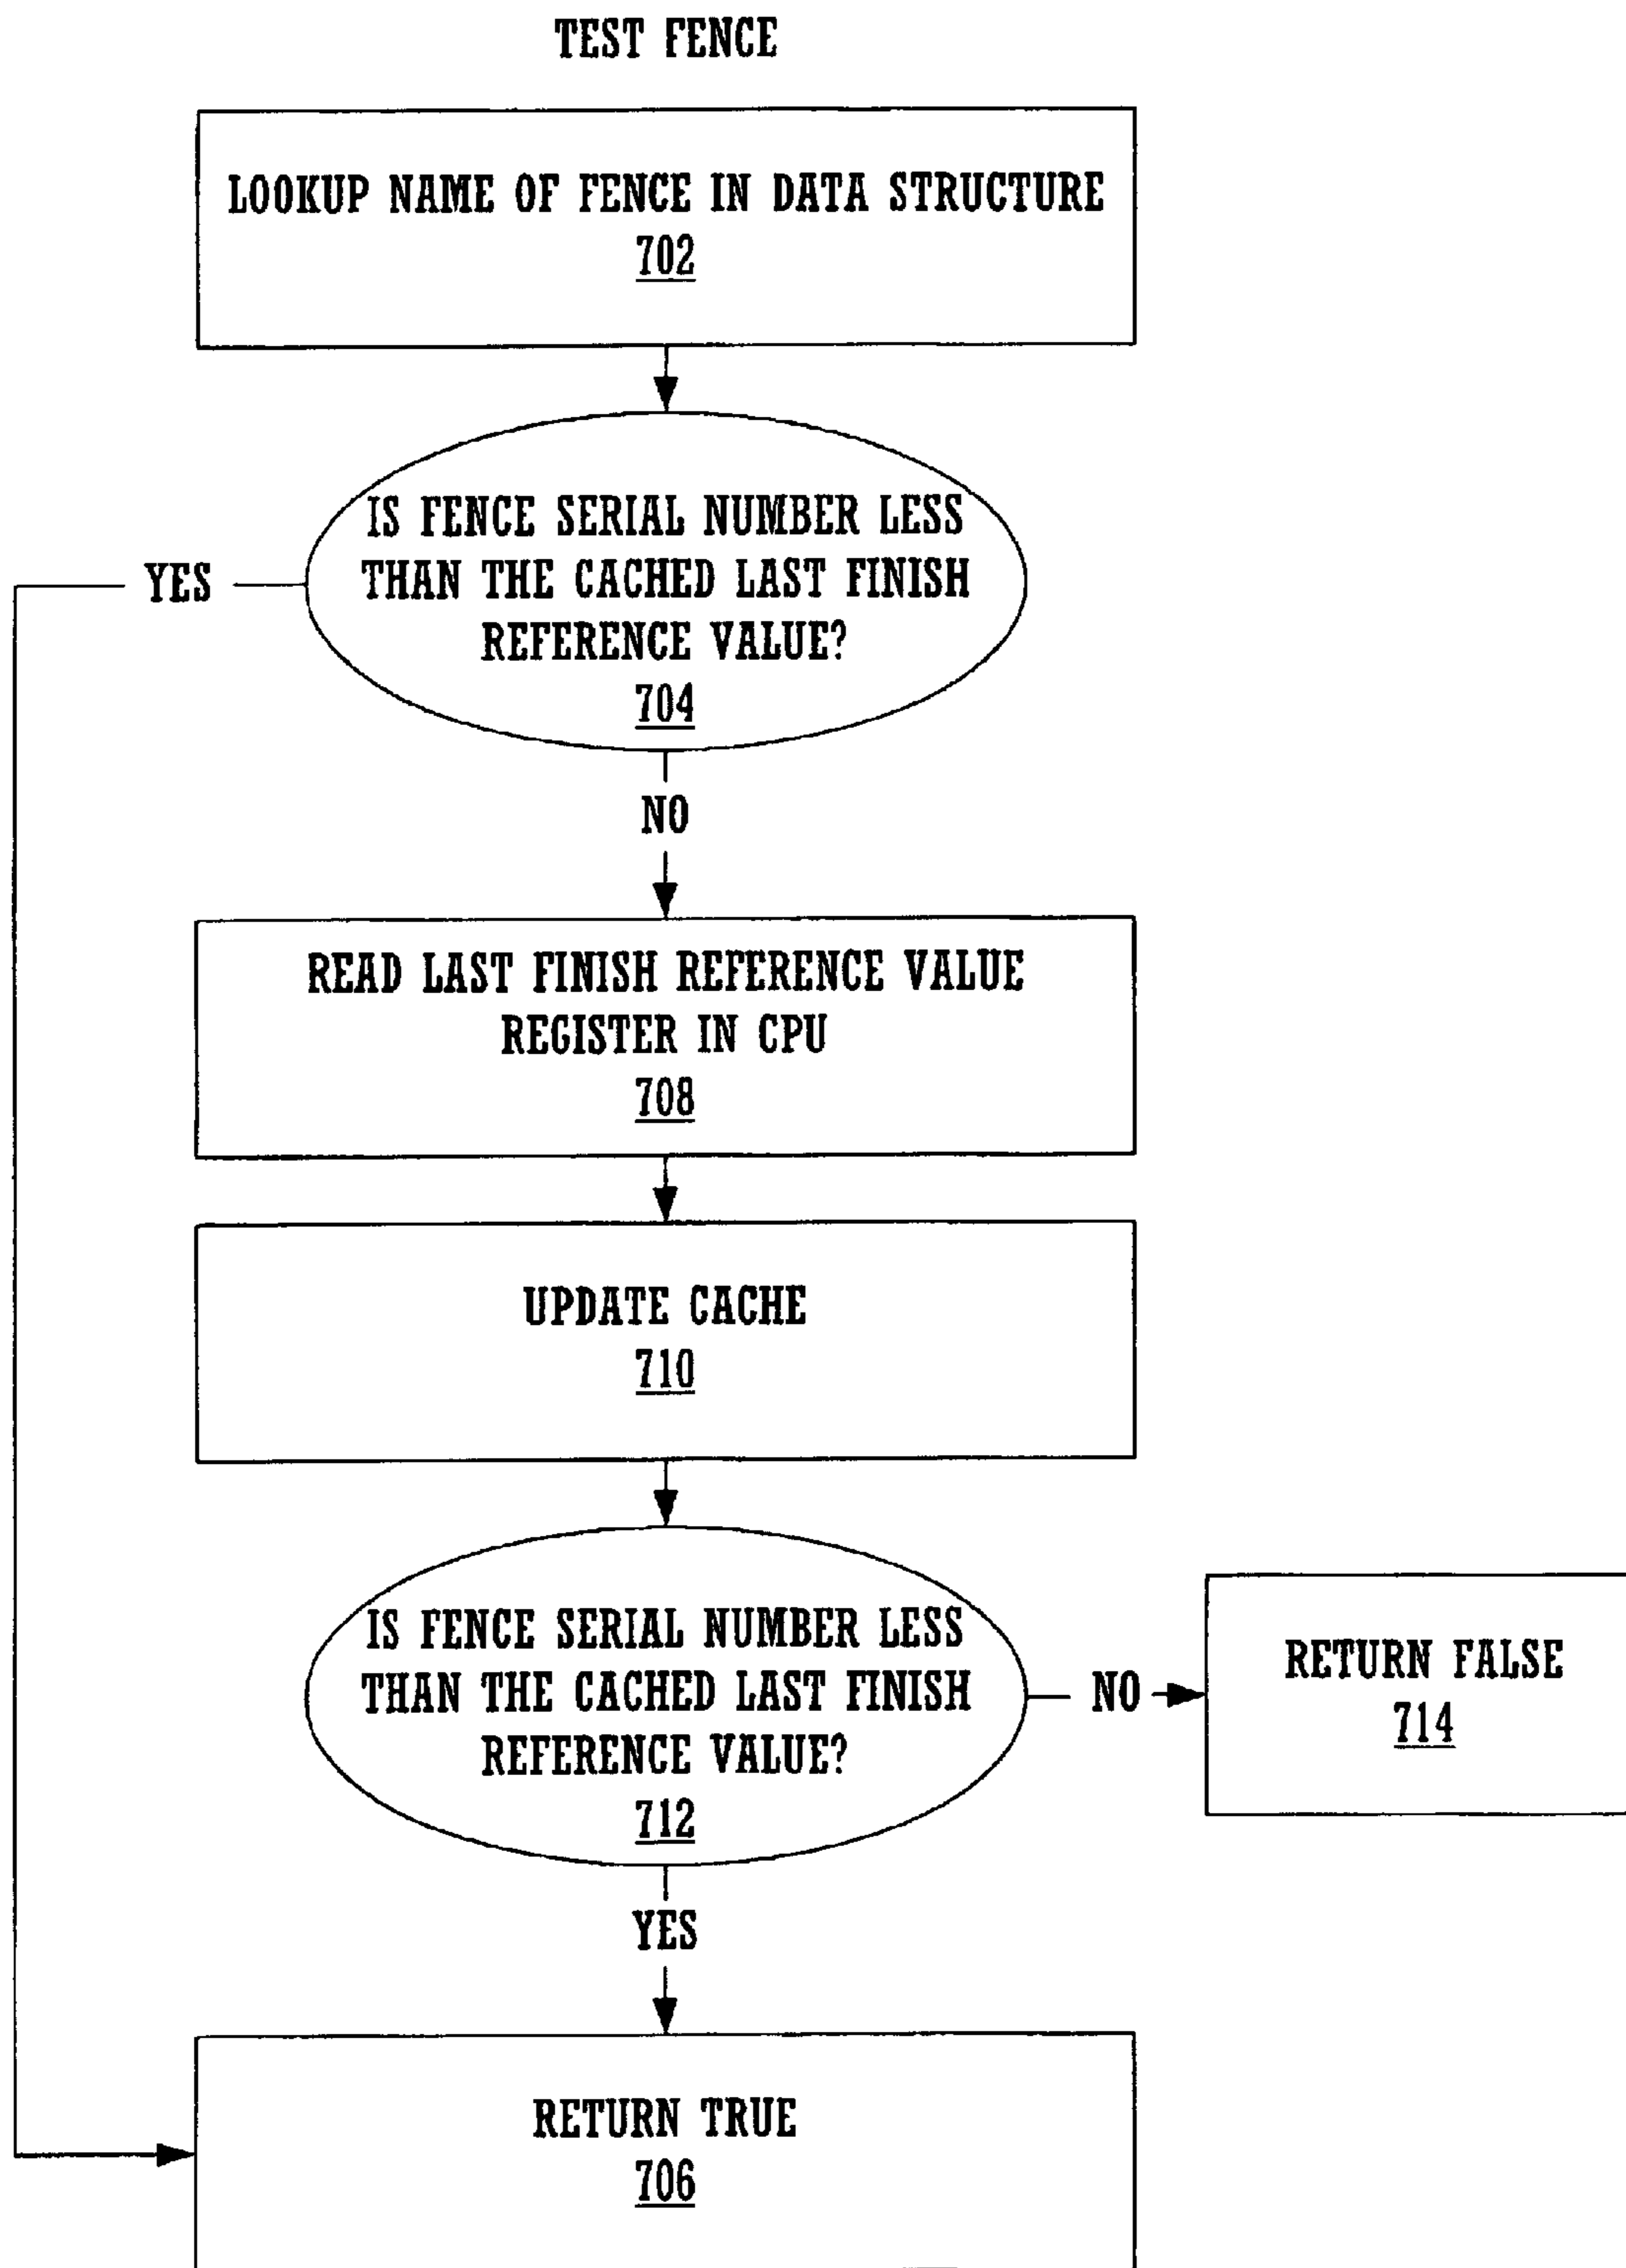 TEST FENCE
LOOKUP NAME OF FENCE IN DATA STRUCTURE
702
IS FENCE SERIAL NUMBER LESS
THAN THE CACHED LAST FINISH
REFERENCE VALUE?
704
YES
NO
READ LAST FINISH REFERENCE VALUE
REGISTER IN CPU
708
UPDATE CACHE
710
IS FENCE SERIAL NUMBER LESS
THAN THE CACHED LAST FINISH
REFERENCE VALUE?
712
NO
RETURN FALSE
714
YES
RETURN TRUE
706